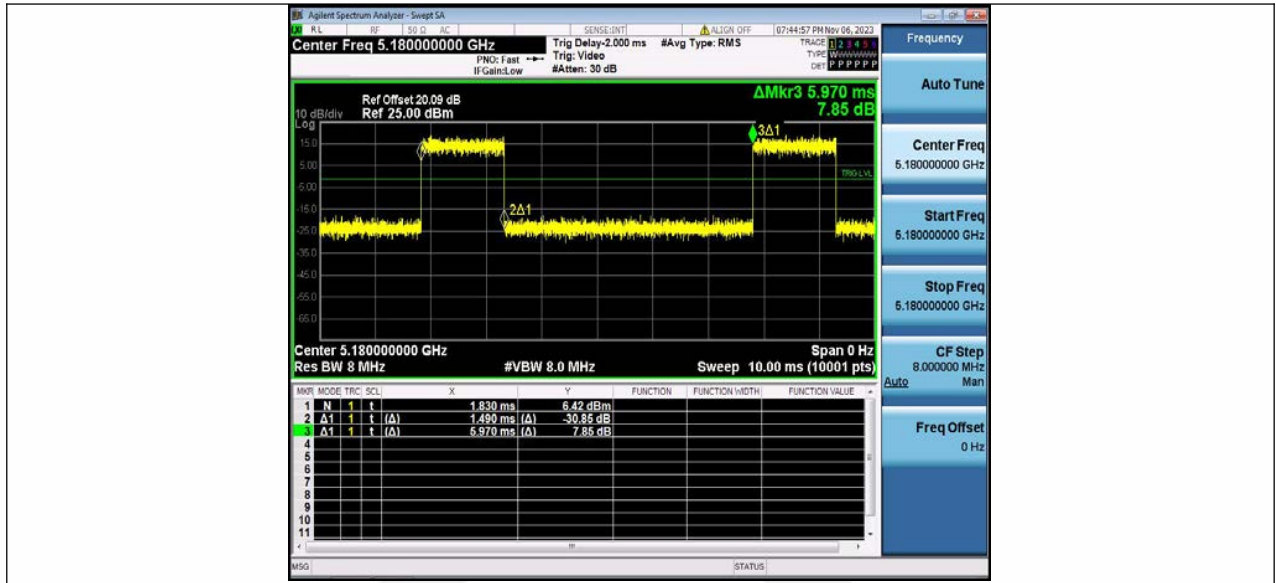 Agilent Spectrum Analyzer - Swept SA
RL RF 50 Ω AC SENSE:INT ALIGN OFF 07:44:57 PM Nov 06, 2023
Center Freq 5.180000000 GHz
PNO: Fast
IFGain:Low
Trig Delay-2.000 ms
Trig: Video
#Atten: 30 dB
#Avg Type: RMS
TRACE 1 2 3 4 5 6
TYPE W
DET P P P P P P
Frequency
Auto Tune
Center Freq
5.180000000 GHz
Start Freq
5.180000000 GHz
Stop Freq
5.180000000 GHz
CF Step
8.000000 MHz
Auto Man
Freq Offset
0 Hz
ΔMkr3 5.970 ms
7.85 dB
Ref Offset 20.09 dB
10 dB/div Ref 25.00 dBm
Log
15.0
5.00
-5.00
-15.0
-25.0
-35.0
-45.0
-55.0
-65.0
3Δ1
TRIG LVL
2Δ1
Center 5.180000000 GHz Span 0 Hz
Res BW 8 MHz #VBW 8.0 MHz Sweep 10.00 ms (10001 pts)
MKR MODE TRC SCL X Y FUNCTION FUNCTION WIDTH FUNCTION VALUE
1 N 1 t 1.830 ms 6.42 dBm
2 Δ1 1 t (Δ) 1.490 ms (Δ) -30.85 dB
3 Δ1 1 t (Δ) 5.970 ms (Δ) 7.85 dB
4
5
6
7
8
9
10
11
MSG STATUS